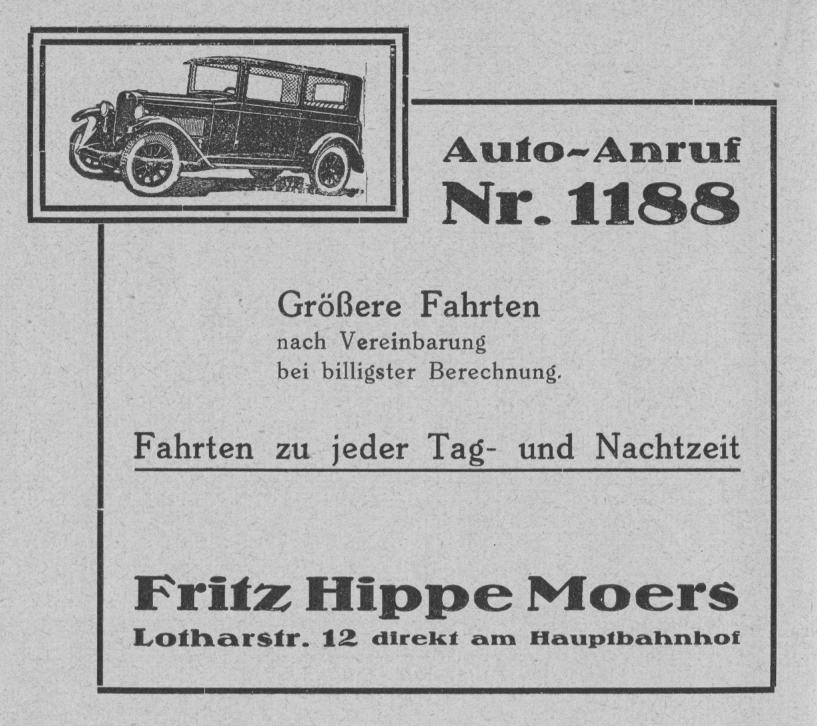 Auto-Anruf
Nr. 1188
Größere Fahrten
nach Vereinbarung
bei billigster Berechnung.
Fahrten zu jeder Tag- und Nachtzeit
Fritz Hippe Moers
Lotharstr. 12 direkt am Hauptbahnhof